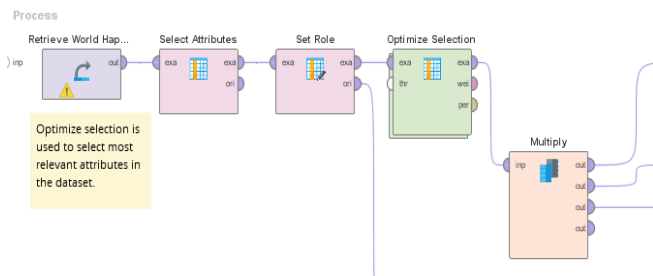 Process
Retrieve World Hap...
Select Attributes
Set Role
Optimize Selection
inp
out
exa
exa
ori
exa
exa
ori
exa
exa
thr
wei
per
Optimize selection is
used to select most
relevant attributes in
the dataset.
Multiply
inp
out
out
out
out